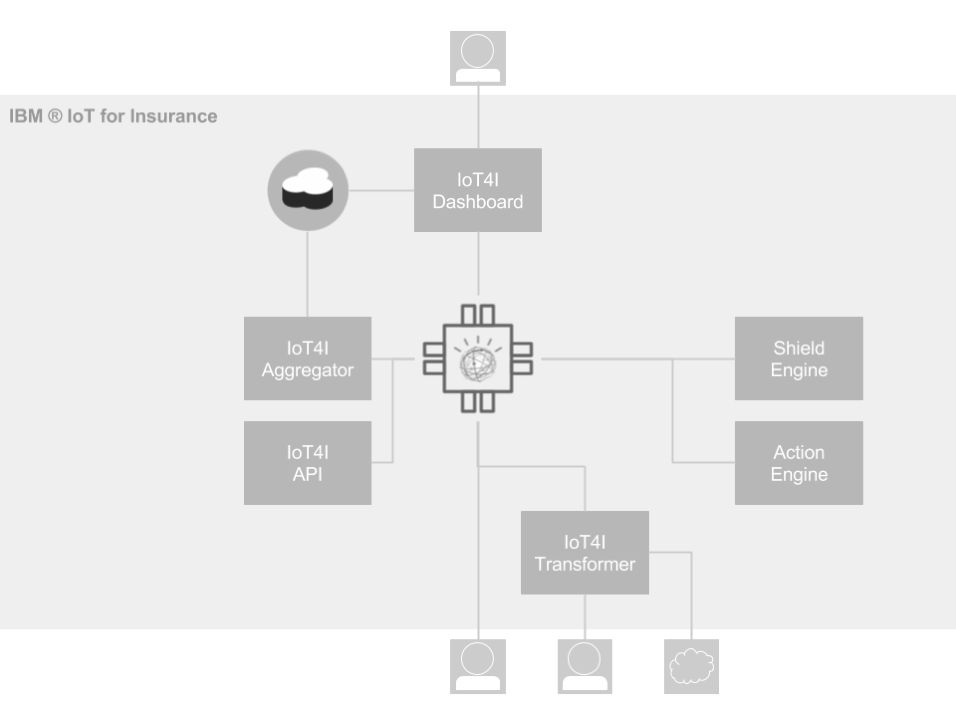 IBM ® IoT for Insurance
IoT4I
Dashboard
IoT4I
Aggregator
Shield
Engine
IoT4I
API
Action
Engine
IoT4I
Transformer